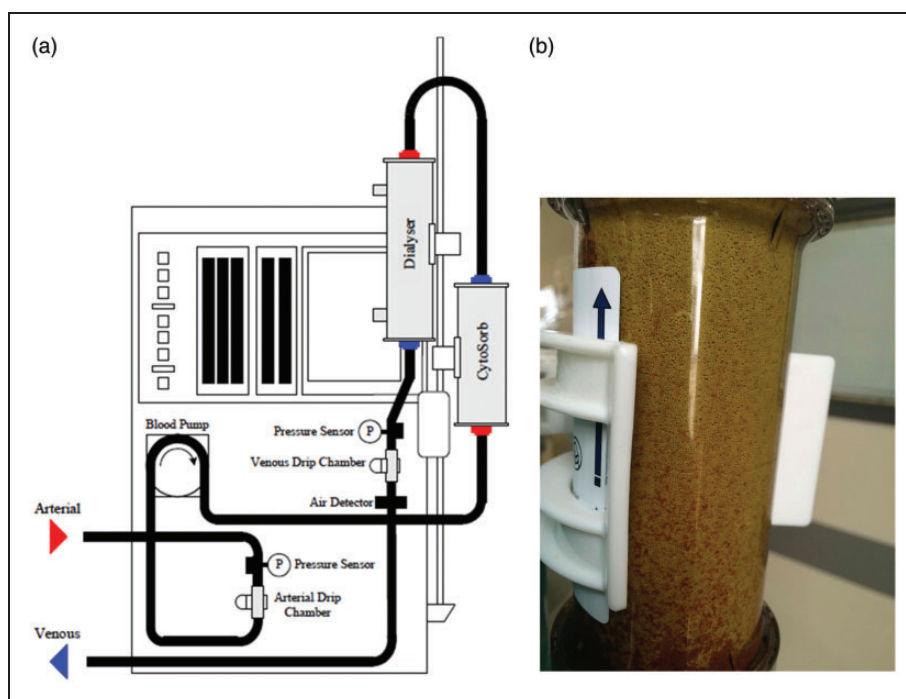 (a)
(b)
Dialyser
CytoSorb
Blood Pump
Pressure Sensor P
Venous Drip Chamber
Air Detector
Arterial
P Pressure Sensor
Arterial Drip
Chamber
Venous